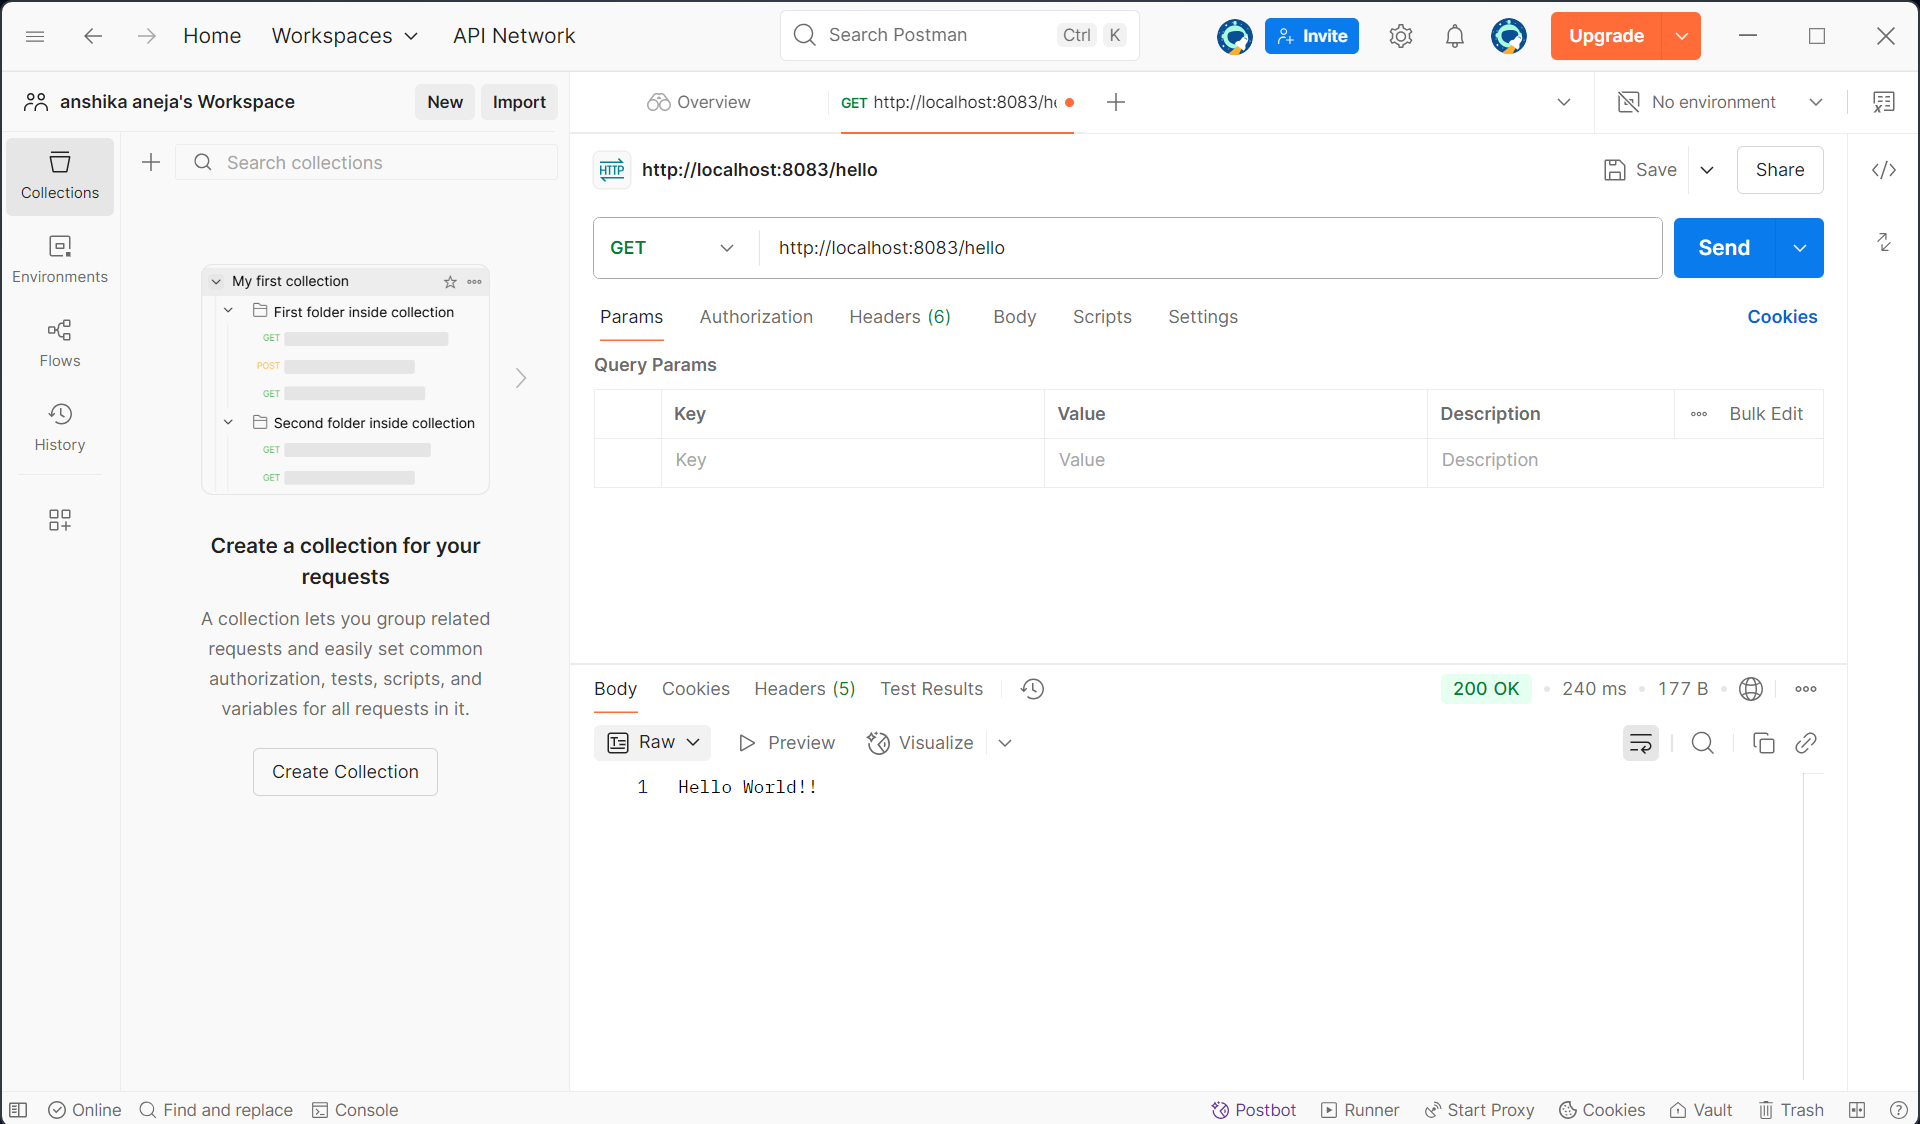 Home Workspaces API Network Search Postman Ctrl K Invite Upgrade
anshika aneja's Workspace New Import Overview GET http://localhost:8083/he No environment
Collections
Environments
Flows
History
Search collections
My first collection
First folder inside collection
GET
POST
GET
Second folder inside collection
GET
GET
Create a collection for your
requests
A collection lets you group related
requests and easily set common
authorization, tests, scripts, and
variables for all requests in it.
Create Collection
HTTP http://localhost:8083/hello Save Share
GET http://localhost:8083/hello Send
Params Authorization Headers (6) Body Scripts Settings Cookies
Query Params
Key Value Description Bulk Edit
Key Value Description
Body Cookies Headers (5) Test Results 200 OK 240 ms 177 B
Raw Preview Visualize
1 Hello World!!
Online Find and replace Console Postbot Runner Start Proxy Cookies Vault Trash